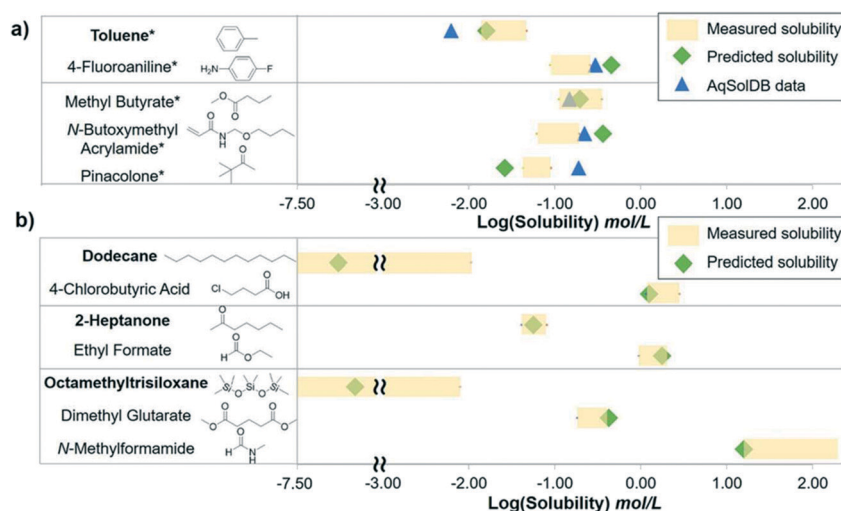 a)
Toluene*
4-Fluoroaniline*
H₂N
F
Methyl Butyrate*
O
O
N-Butoxymethyl
Acrylamide*
O
N
H
O
Pinacolone*
O
Measured solubility
Predicted solubility
AqSolDB data
-7.50
-3.00
-2.00
-1.00
0.00
1.00
2.00
Log(Solubility) mol/L
b)
Dodecane
4-Chlorobutyric Acid
Cl
O
OH
2-Heptanone
O
Ethyl Formate
O
H
O
Octamethyltrisiloxane
Si
O
Si
O
Si
Dimethyl Glutarate
O
O
O
O
N-Methylformamide
O
H
N
H
Measured solubility
Predicted solubility
-7.50
-3.00
-2.00
-1.00
0.00
1.00
2.00
Log(Solubility) mol/L